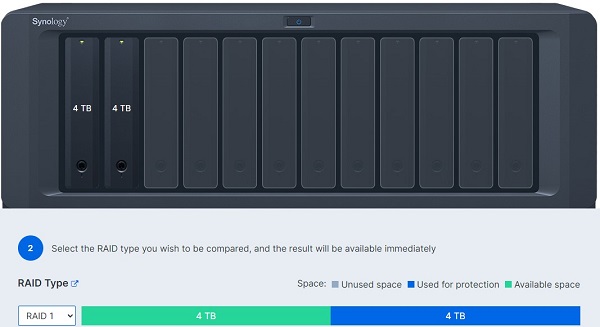 Synology
4 TB
4 TB
2
Select the RAID type you wish to be compared, and the result will be available immediately
RAID Type
Space: Unused space Used for protection Available space
RAID 1
4 TB
4 TB